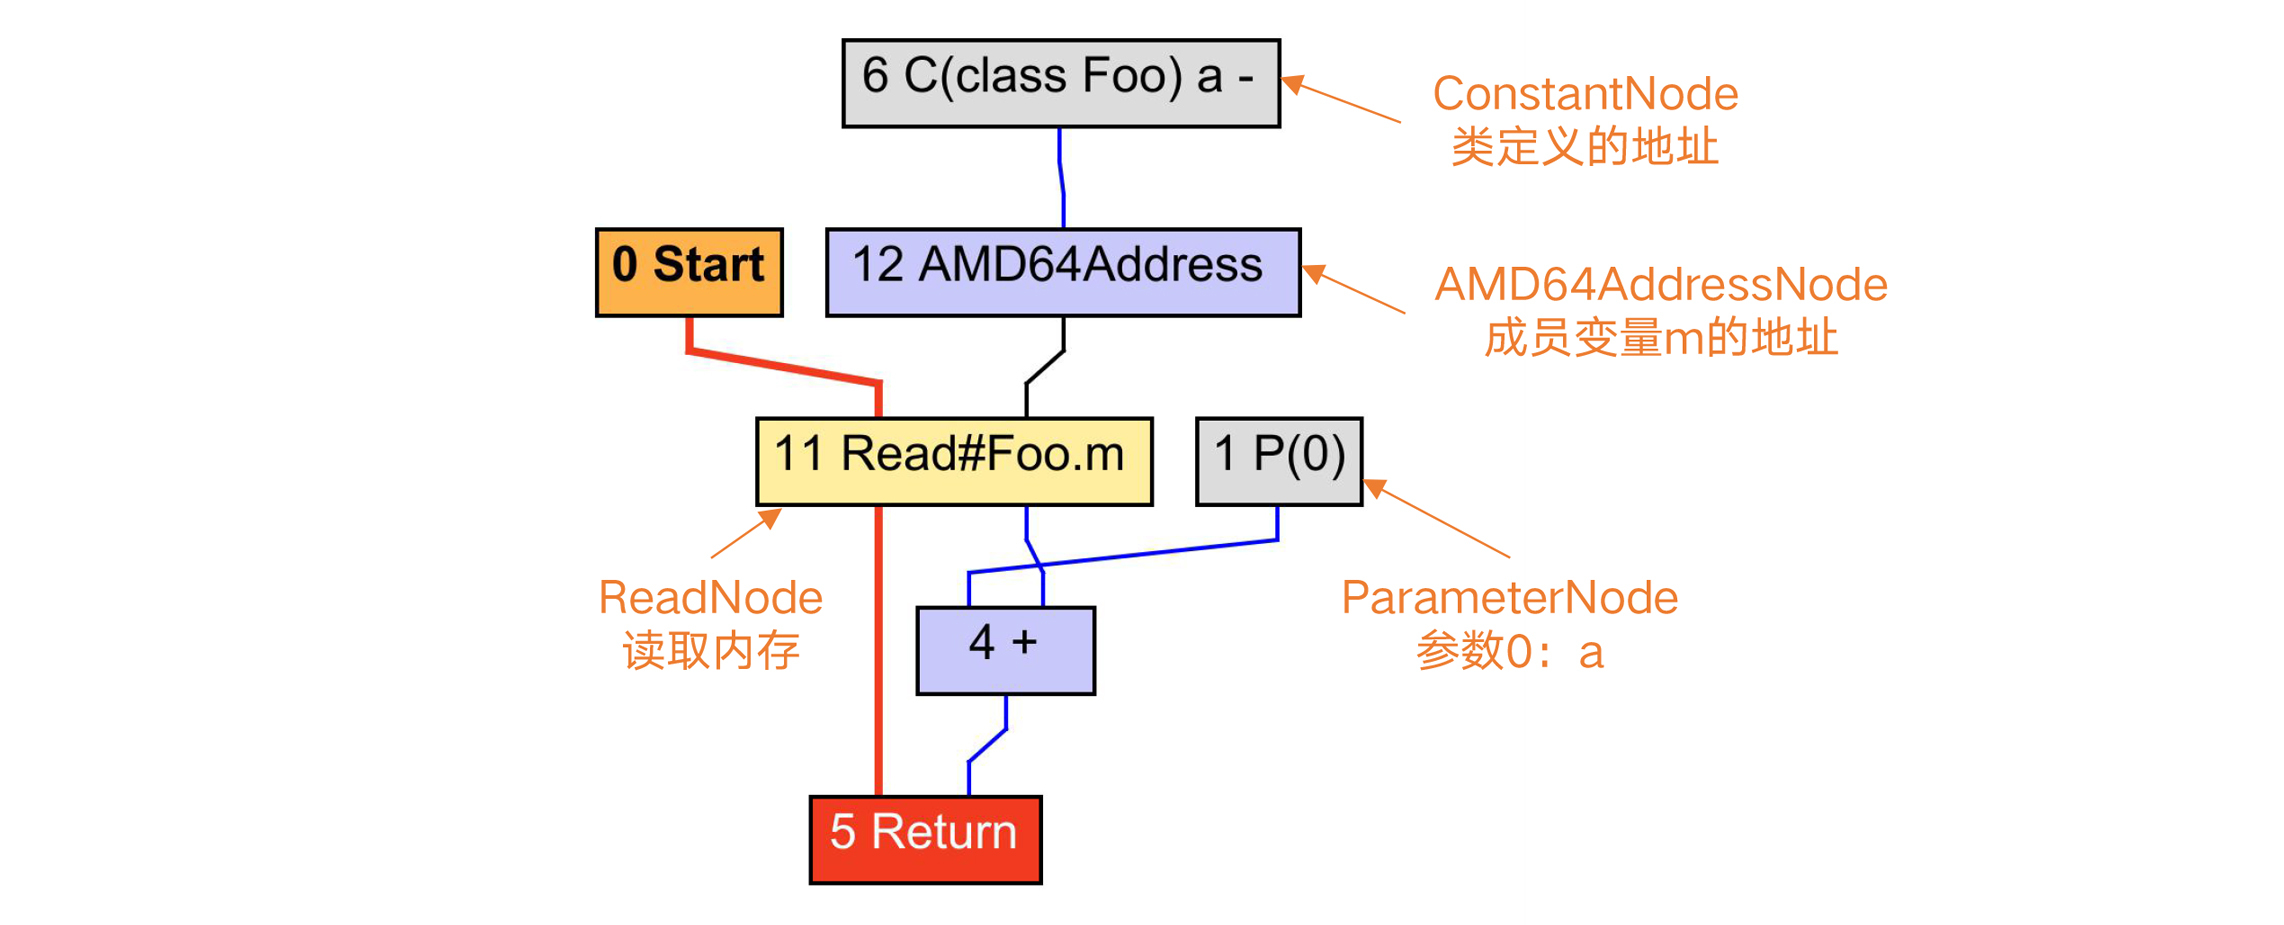 6 C(class Foo) a -
ConstantNode
类定义的地址
0 Start
12 AMD64Address
AMD64AddressNode
成员变量m的地址
11 Read#Foo.m
1 P(0)
ReadNode
读取内存
4 +
ParameterNode
参数0：a
5 Return